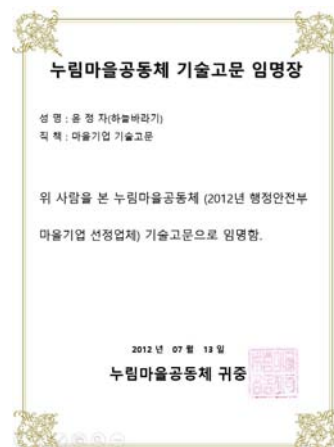 누림마을공동체 기술고문 임명장
성 명 : 윤 정 자(하늘바라기)
직 책 : 마을기업 기술고문
위 사람을 본 누림마을공동체 (2012년 행정안전부
마을기업 선정업체) 기술고문으로 임명함.
2012 년 07 월 13 일
누림마을공동체 귀중